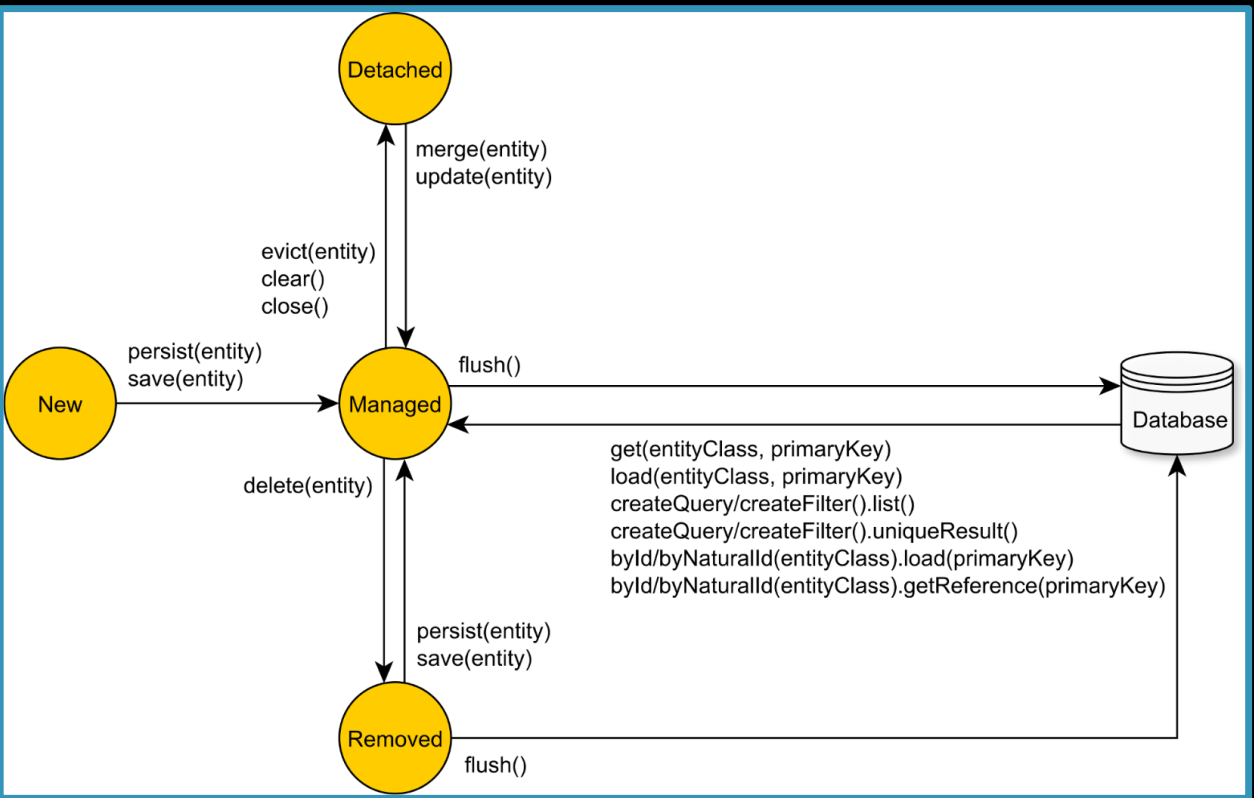 Detached
merge(entity)
update(entity)
evict(entity)
clear()
close()
persist(entity)
save(entity)
flush()
New
Managed
Database
get(entityClass, primaryKey)
load(entityClass, primaryKey)
createQuery/createFilter().list()
createQuery/createFilter().uniqueResult()
byId/byNaturalId(entityClass).load(primaryKey)
byId/byNaturalId(entityClass).getReference(primaryKey)
delete(entity)
persist(entity)
save(entity)
Removed
flush()